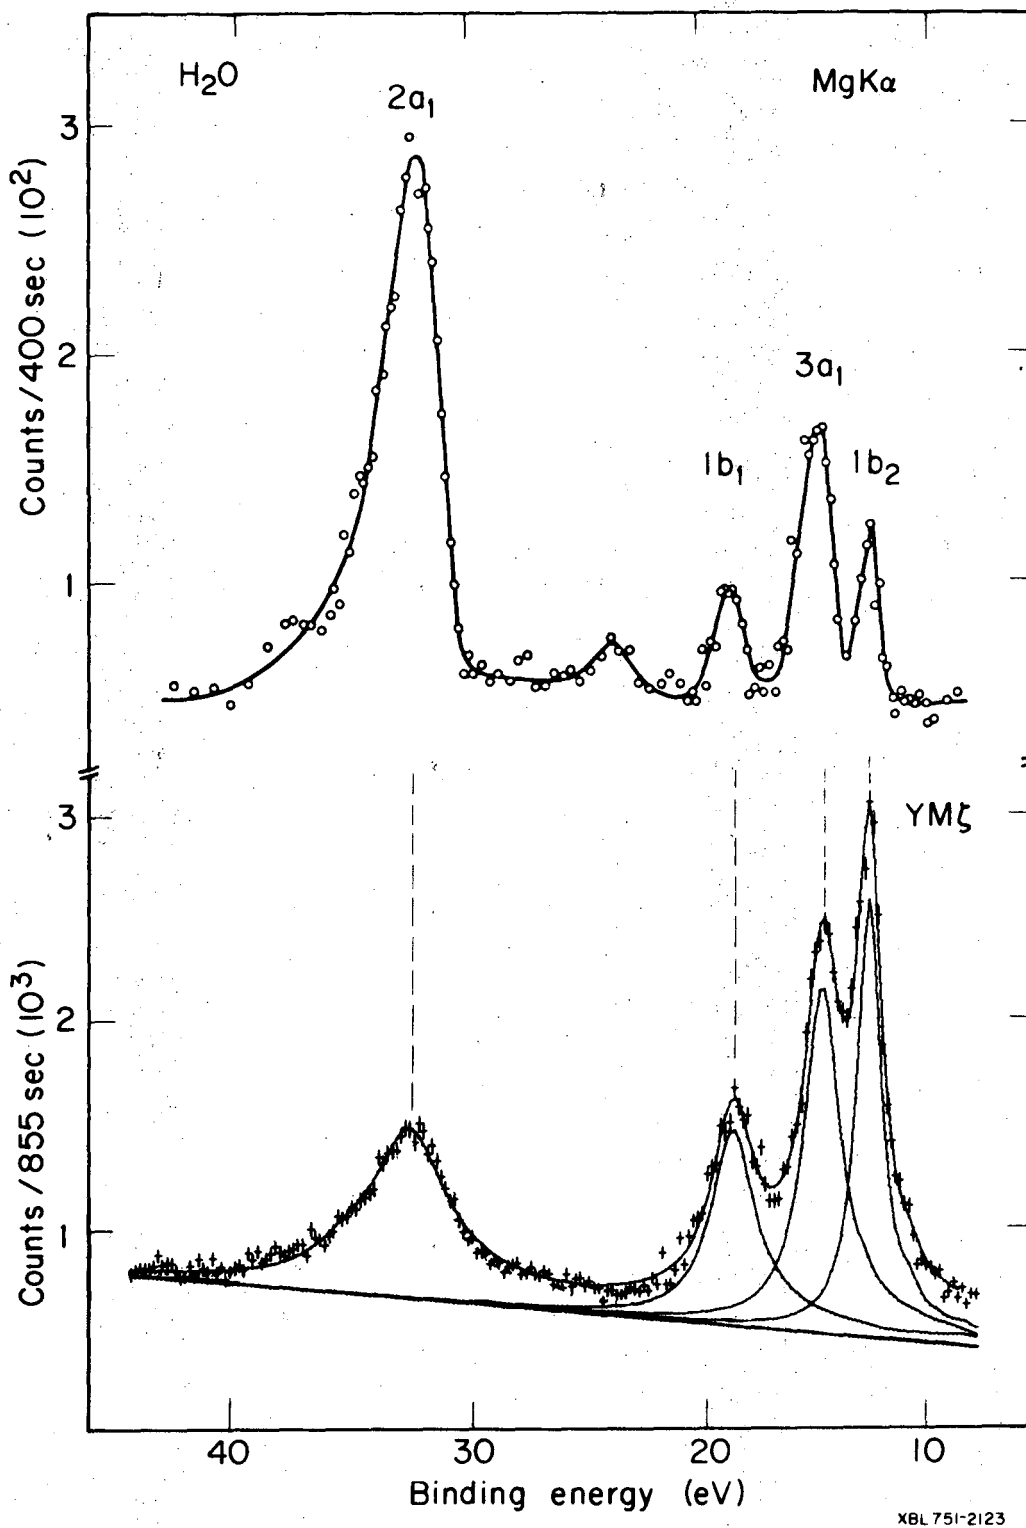 H₂O
MgKα
2a₁
3
Counts/400 sec (10²)
2
3a₁
1b₁
1b₂
1
YMζ
3
Counts/855 sec (10³)
2
1
40 30 20 10
Binding energy (eV)
XBL 751-2123